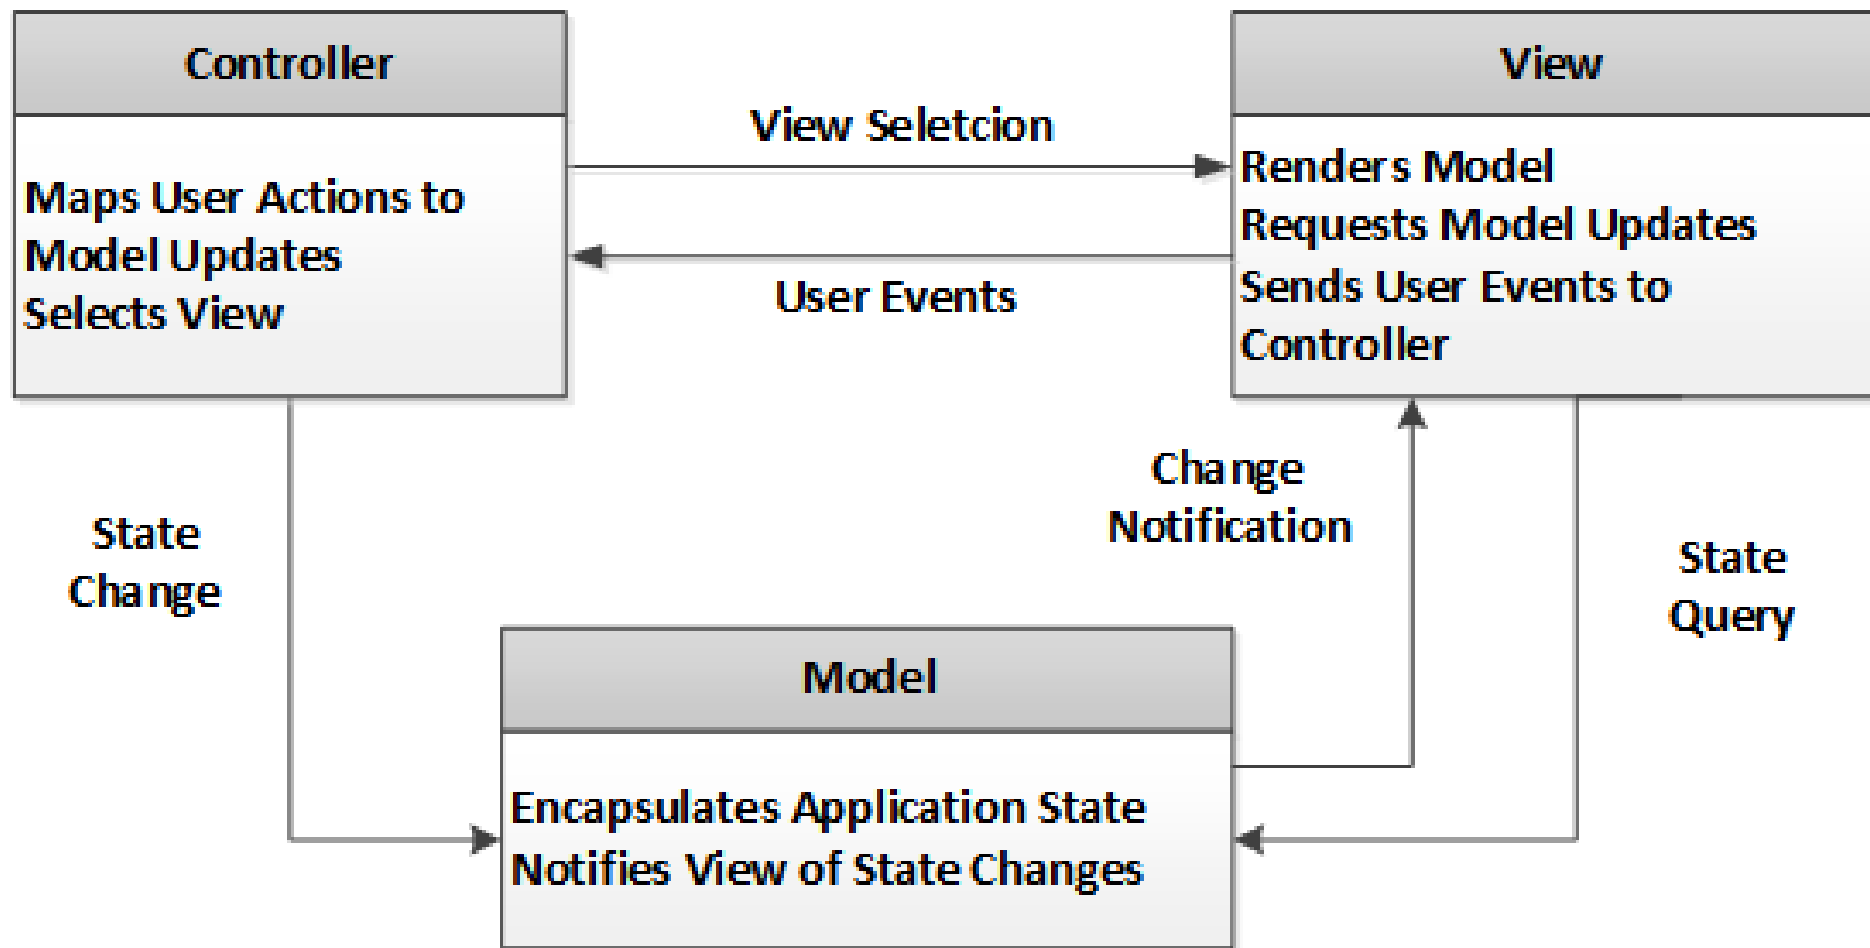 Controller
Maps User Actions to
Model Updates
Selects View
View Seletcion
User Events
View
Renders Model
Requests Model Updates
Sends User Events to
Controller
State
Change
Change
Notification
State
Query
Model
Encapsulates Application State
Notifies View of State Changes